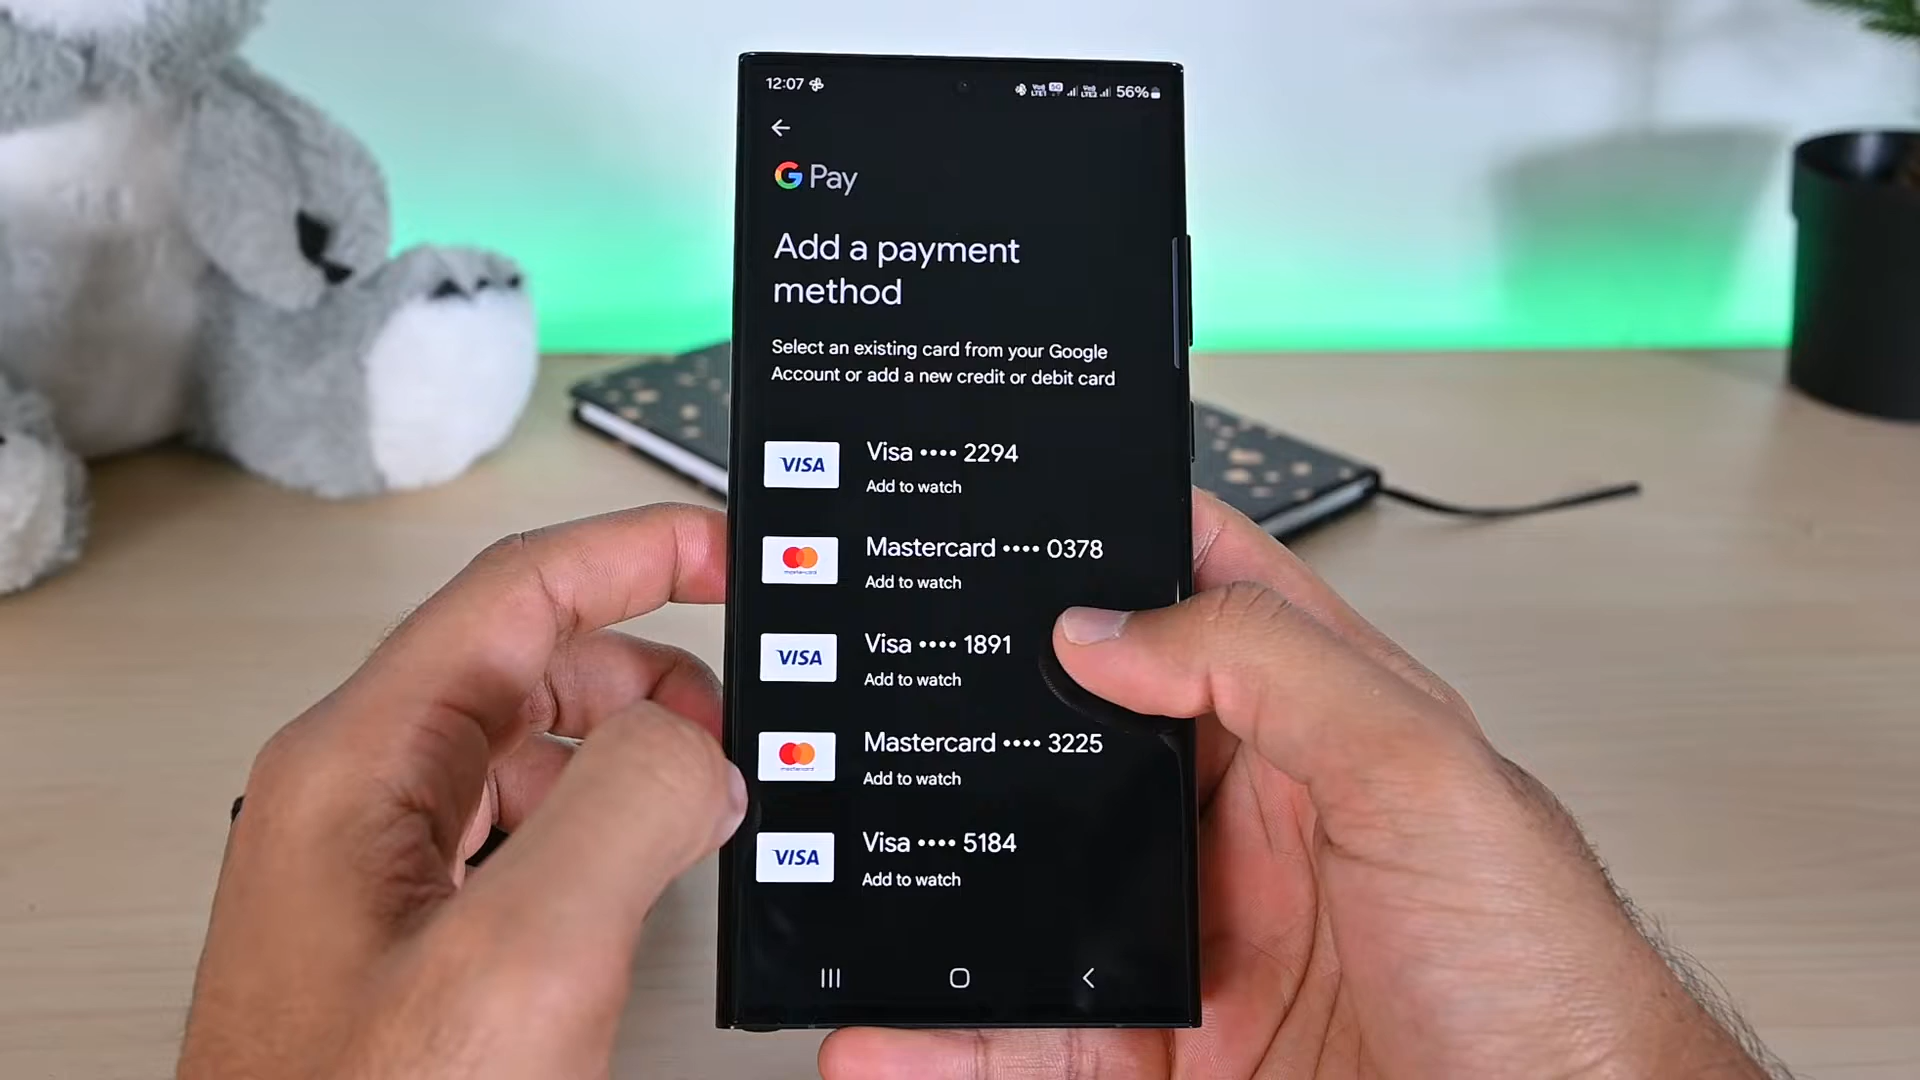 12:07 56%
G Pay
Add a payment
method
Select an existing card from your Google
Account or add a new credit or debit card
VISA Visa •••• 2294
Add to watch
mastercard Mastercard •••• 0378
Add to watch
VISA Visa •••• 1891
Add to watch
mastercard Mastercard •••• 3225
Add to watch
VISA Visa •••• 5184
Add to watch